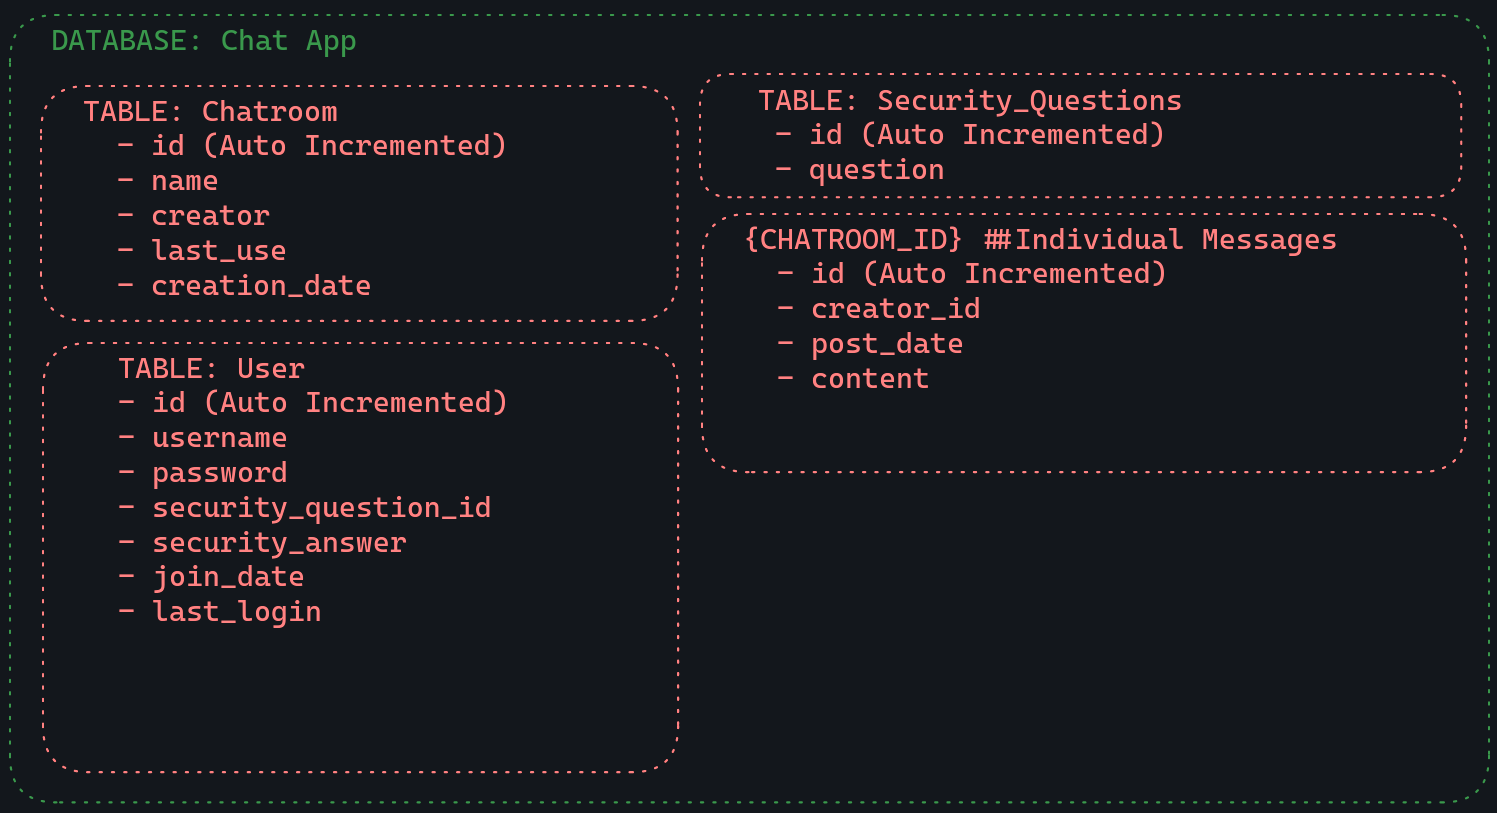 DATABASE: Chat App
TABLE: Chatroom
- id (Auto Incremented)
- name
- creator
- last_use
- creation_date
TABLE: User
- id (Auto Incremented)
- username
- password
- security_question_id
- security_answer
- join_date
- last_login
TABLE: Security_Questions
- id (Auto Incremented)
- question
{CHATROOM_ID} ##Individual Messages
- id (Auto Incremented)
- creator_id
- post_date
- content